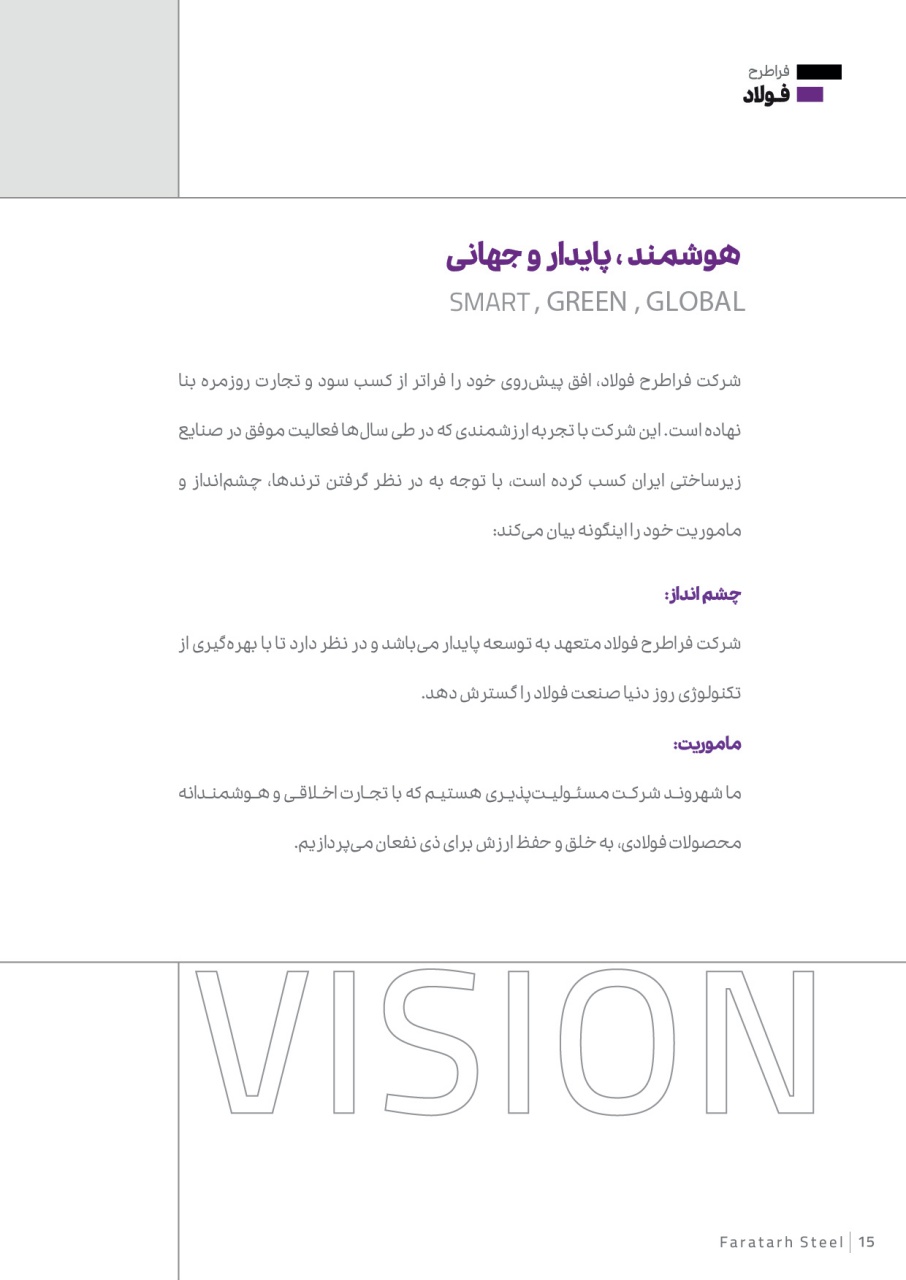 فراطرح
فولاد
هوشمند ، پایدار و جهانی
SMART , GREEN , GLOBAL
شرکت فراطرح فولاد، افق پیش‌روی خود را فراتر از کسب سود و تجارت روزمره بنا
نهاده است. این شرکت با تجربه ارزشمندی که در طی سال‌ها فعالیت موفق در صنایع
زیرساختی ایران کسب کرده است، با توجه به در نظر گرفتن ترندها، چشم‌انداز و
ماموریت خود را اینگونه بیان می‌کند:
چشم انداز:
شرکت فراطرح فولاد متعهد به توسعه پایدار می‌باشد و در نظر دارد تا با بهره‌گیری از
تکنولوژی روز دنیا صنعت فولاد را گسترش دهد.
ماموریت:
ما شهروند شرکت مسئولیت‌پذیری هستیم که با تجارت اخلاقی و هوشمندانه
محصولات فولادی، به خلق و حفظ ارزش برای ذی نفعان می‌پردازیم.
VISION
Faratarh Steel | 15